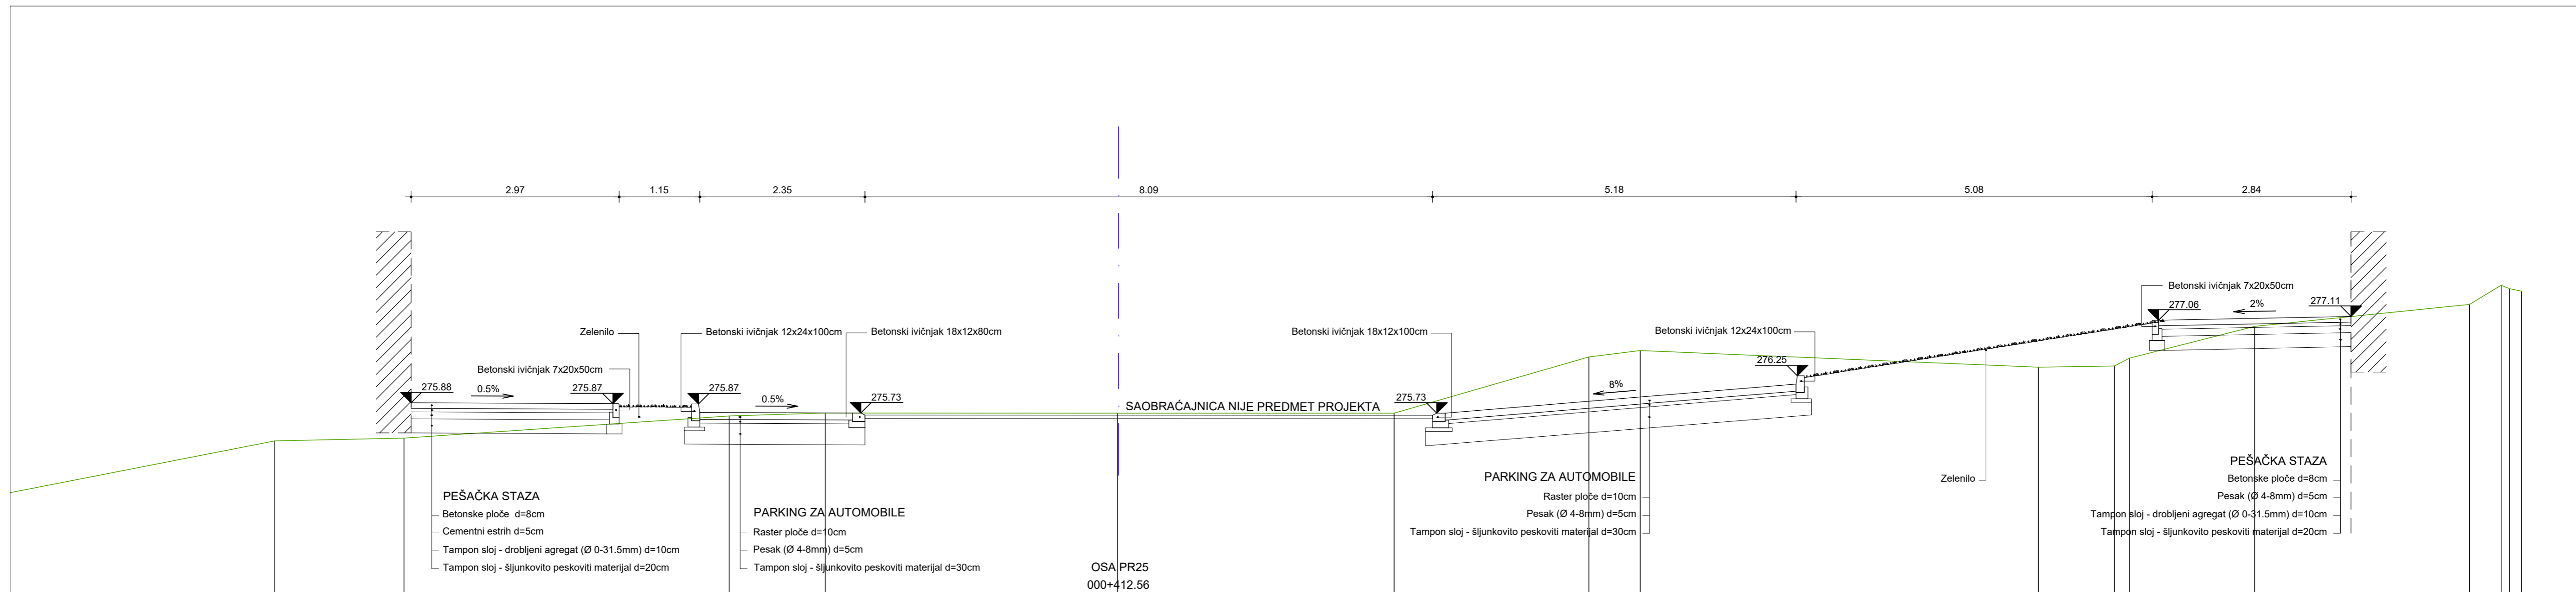 2.97
1.15
2.35
8.09
5.18
5.08
2.84
Betonski ivičnjak 7x20x50cm
277.06
2%
277.11
Zelenilo
Betonski ivičnjak 12x24x100cm
Betonski ivičnjak 18x12x80cm
Betonski ivičnjak 18x12x100cm
Betonski ivičnjak 12x24x100cm
Betonski ivičnjak 7x20x50cm
276.25
275.88
0.5%
275.87
275.87
0.5%
275.73
SAOBRAĆAJNICA NIJE PREDMET PROJEKTA
275.73
8%
PEŠAČKA STAZA
Betonske ploče d=8cm
Cementni estrih d=5cm
Tampon sloj - drobljeni agregat (Ø 0-31.5mm) d=10cm
Tampon sloj - šljunkovito peskoviti materijal d=20cm
PARKING ZA AUTOMOBILE
Raster ploče d=10cm
Pesak (Ø 4-8mm) d=5cm
Tampon sloj - šljunkovito peskoviti materijal d=30cm
OSA PR25
000+412.56
PARKING ZA AUTOMOBILE
Raster ploče d=10cm
Pesak (Ø 4-8mm) d=5cm
Tampon sloj - šljunkovito peskoviti materijal d=30cm
Zelenilo
PEŠAČKA STAZA
Betonske ploče d=8cm
Pesak (Ø 4-8mm) d=5cm
Tampon sloj - drobljeni agregat (Ø 0-31.5mm) d=10cm
Tampon sloj - šljunkovito peskoviti materijal d=20cm